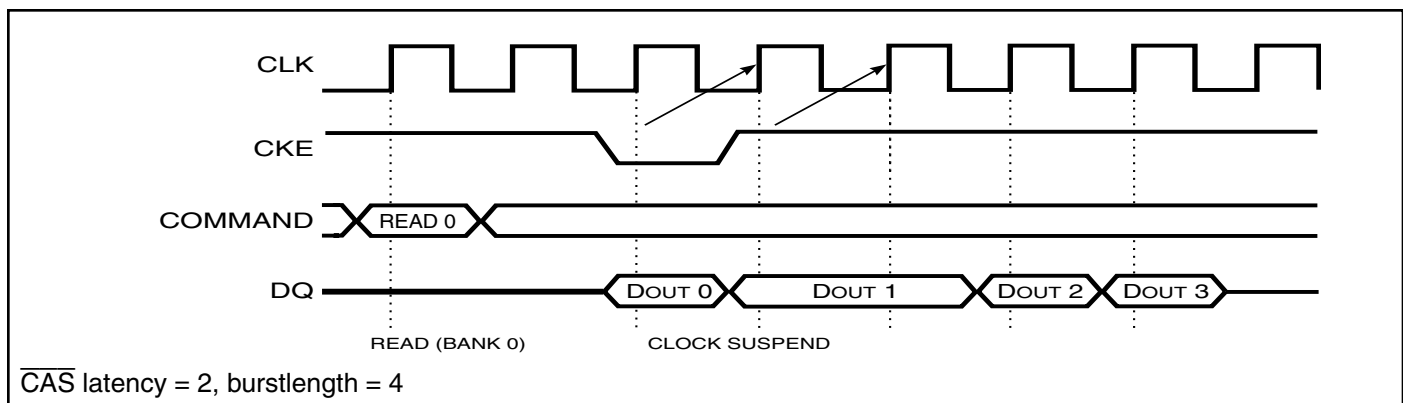 CLK
CKE
COMMAND
READ 0
DQ
DOUT 0
DOUT 1
DOUT 2
DOUT 3
READ (BANK 0)
CLOCK SUSPEND
CAS latency = 2, burstlength = 4